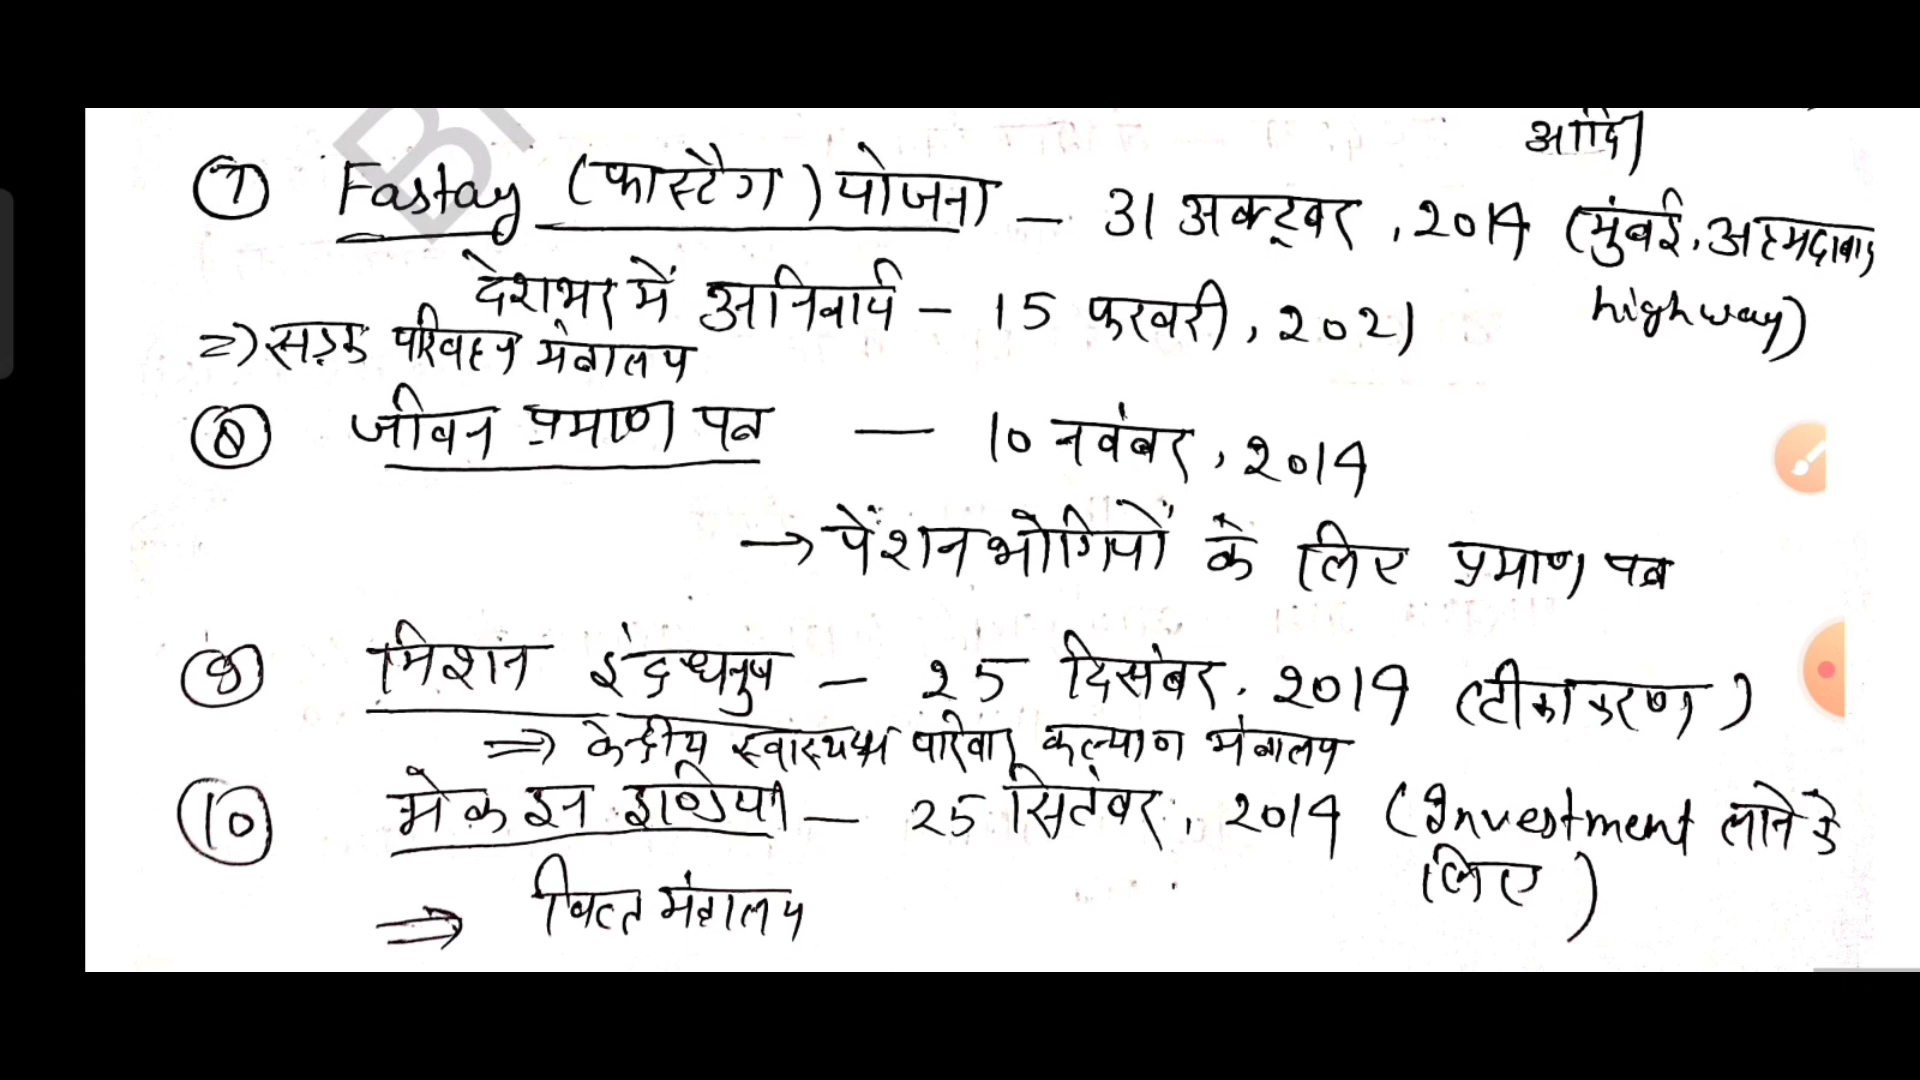 आदि)
⑦ Fastag (फास्टैग) योजना – 31 अक्टूबर, 2014 (मुंबई, अहमदाबाद
देशभर में अनिवार्य – 15 फरवरी, 2021 highway)
⇒ सड़क परिवहन मंत्रालय
⑧ जीवन प्रमाण पत्र — 10 नवंबर, 2014
→ पेंशनभोगियों के लिए प्रमाण पत्र
⑨ मिशन इंद्रधनुष – 25 दिसंबर, 2014 (टीकाकरण)
⇒ केन्द्रीय स्वास्थ्य परिवार कल्याण मंत्रालय
⑩ मेक इन इण्डिया – 25 सितंबर, 2014 (Investment लाने के
लिए)
⇒ वित्त मंत्रालय